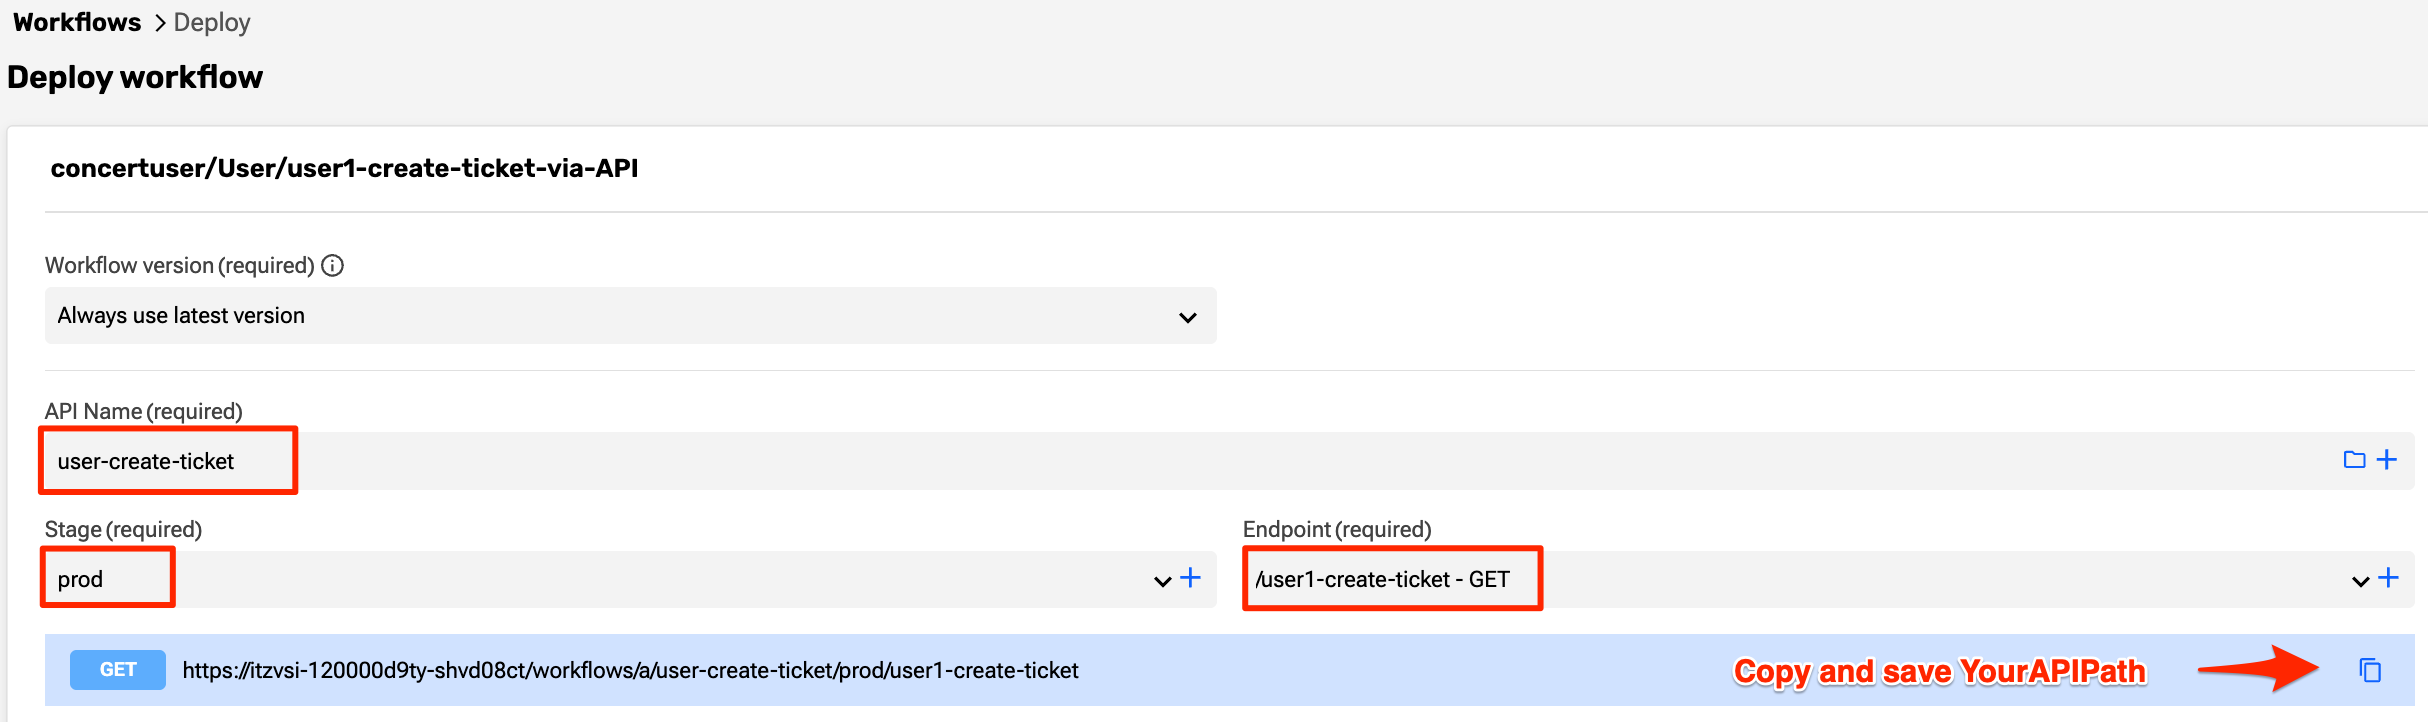 Workflows > Deploy
Deploy workflow
concertuser/User/user1-create-ticket-via-API
Workflow version (required)
Always use latest version
API Name (required)
user-create-ticket
Stage (required)
Endpoint (required)
prod
/user1-create-ticket - GET
GET https://itzvsi-120000d9ty-shvd08ct/workflows/a/user-create-ticket/prod/user1-create-ticket
Copy and save YourAPIPath